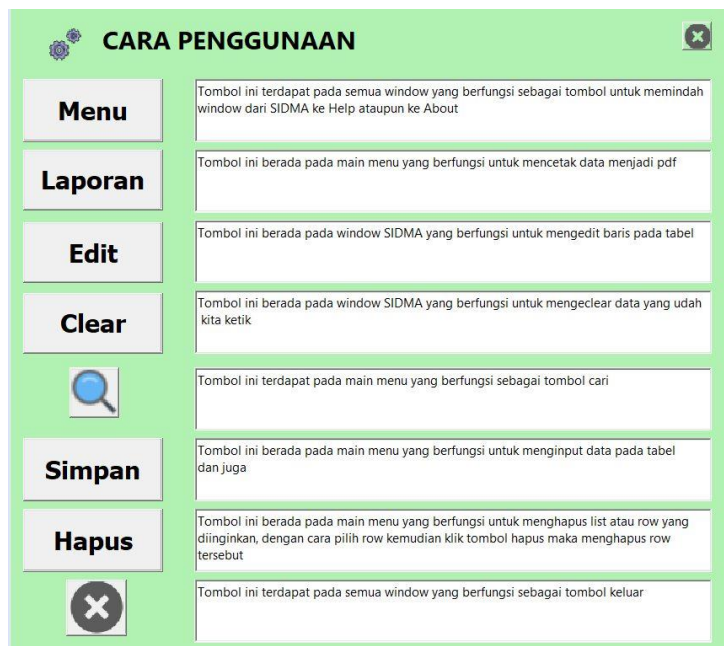 CARA PENGGUNAAN
Menu
Tombol ini terdapat pada semua window yang berfungsi sebagai tombol untuk memindah
window dari SIDMA ke Help ataupun ke About
Laporan
Tombol ini berada pada main menu yang berfungsi untuk mencetak data menjadi pdf
Edit
Tombol ini berada pada window SIDMA yang berfungsi untuk mengedit baris pada tabel
Clear
Tombol ini berada pada window SIDMA yang berfungsi untuk mengeclear data yang udah
kita ketik
Tombol ini terdapat pada main menu yang berfungsi sebagai tombol cari
Simpan
Tombol ini berada pada main menu yang berfungsi untuk menginput data pada tabel
dan juga
Hapus
Tombol ini berada pada main menu yang berfungsi untuk menghapus list atau row yang
diinginkan, dengan cara pilih row kemudian klik tombol hapus maka menghapus row
tersebut
Tombol ini terdapat pada semua window yang berfungsi sebagai tombol keluar